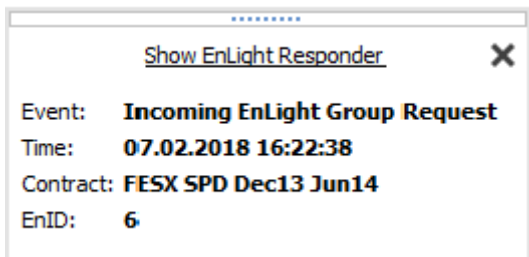 Show EnLight Responder
Event: Incoming EnLight Group Request
Time: 07.02.2018 16:22:38
Contract: FESX SPD Dec13 Jun14
EnID: 6